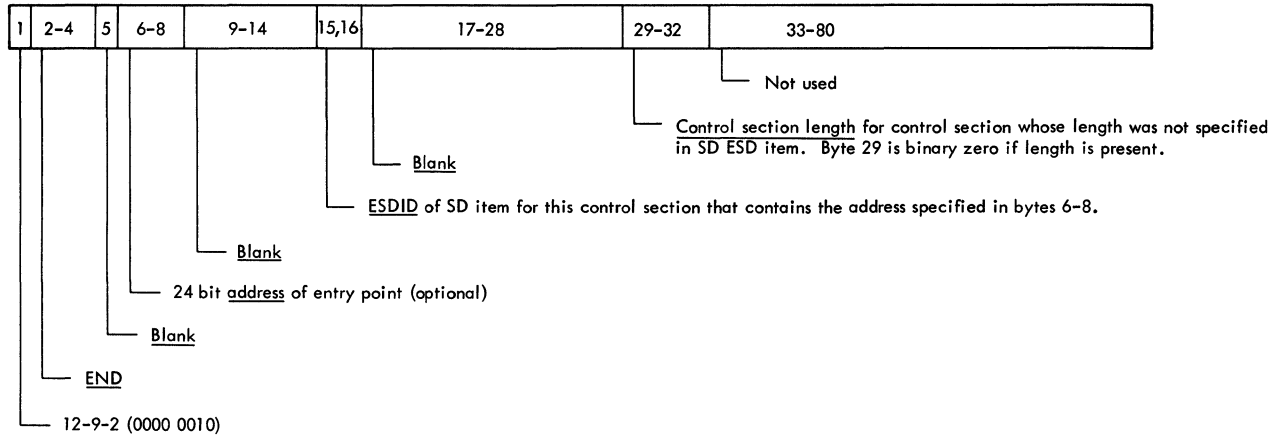 1 2-4 5 6-8 9-14 15,16 17-28 29-32 33-80
Not used
Control section length for control section whose length was not specified
in SD ESD item. Byte 29 is binary zero if length is present.
Blank
ESDID of SD item for this control section that contains the address specified in bytes 6-8.
Blank
24 bit address of entry point (optional)
Blank
END
12-9-2 (0000 0010)